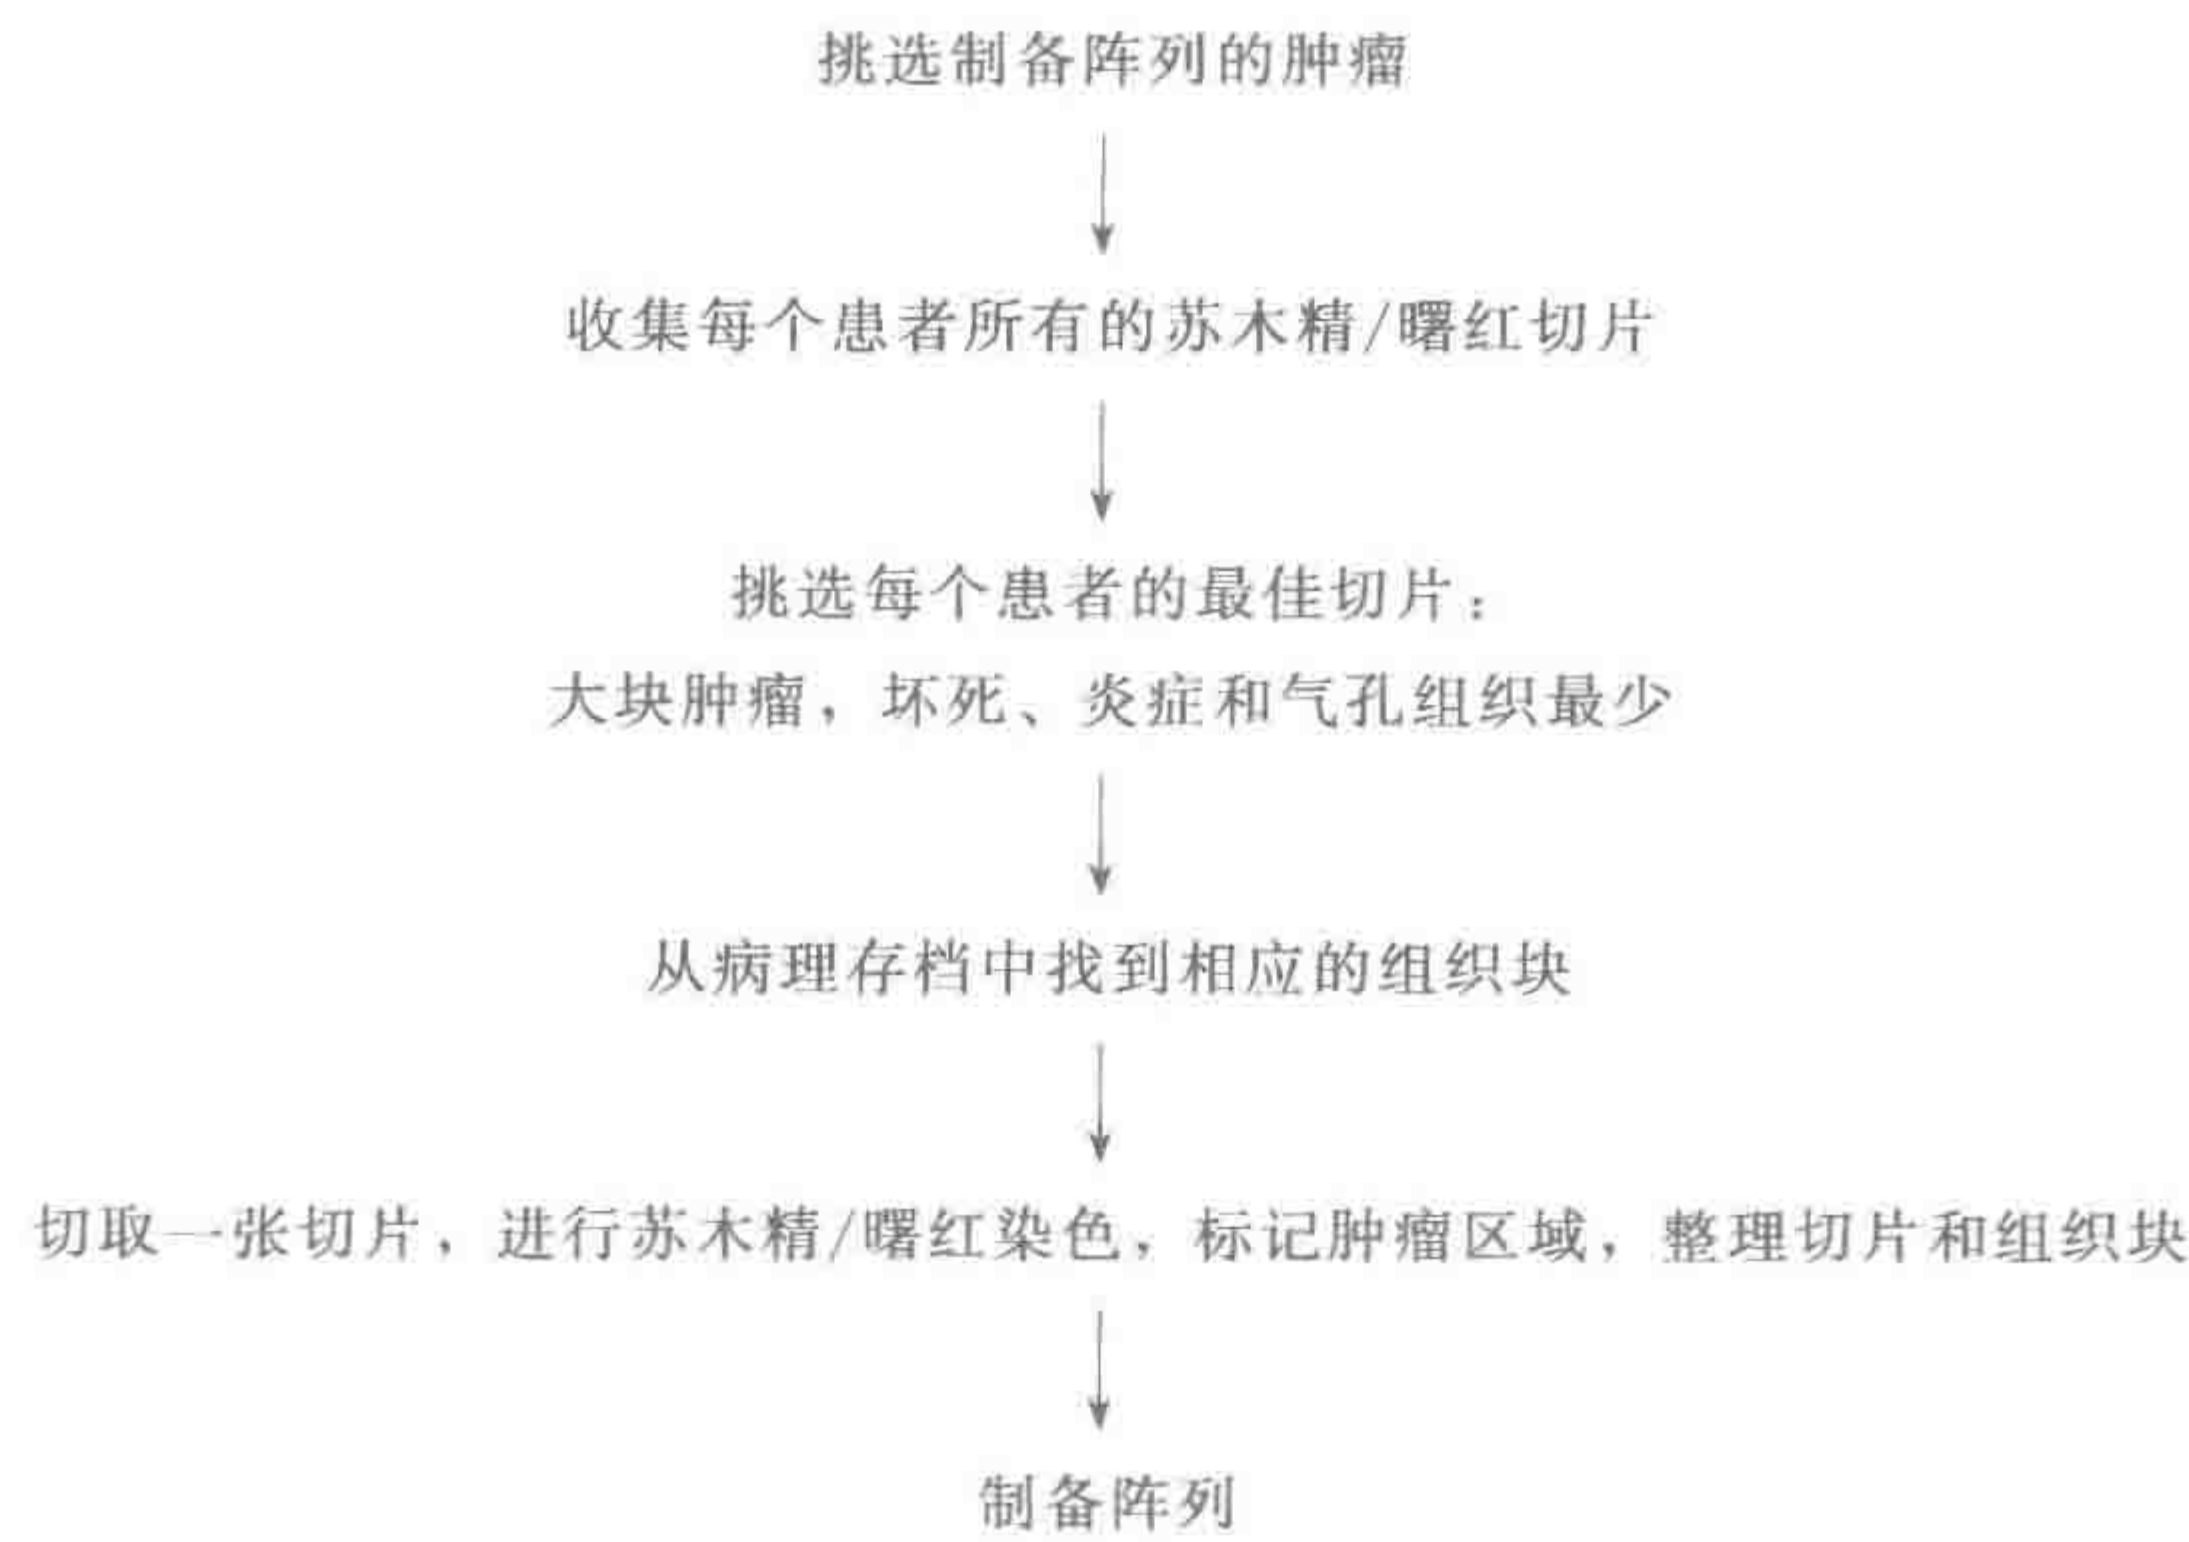 挑选制备阵列的肿瘤
收集每个患者所有的苏木精/曙红切片
挑选每个患者的最佳切片：
大块肿瘤，坏死、炎症和气孔组织最少
从病理存档中找到相应的组织块
切取一张切片，进行苏木精/曙红染色，标记肿瘤区域，整理切片和组织块
制备阵列